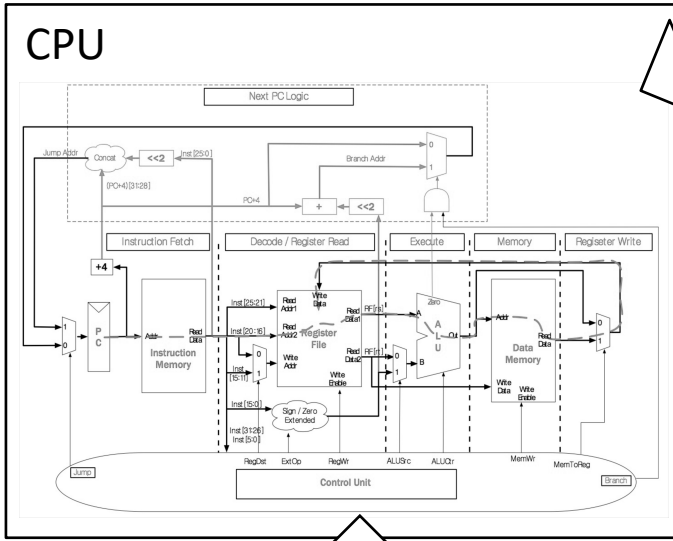 CPU
Next PC Logic
Jump Addr
Concat
<<2
Inst [25:0]
(PC+4)[31:28]
PC+4
Branch Addr
+
<<2
0
1
Instruction Fetch
Decode / Register Read
Execute
Memory
Regiseter Write
+4
1
0
P
C
Addr
Read
Data
Instruction
Memory
Inst [25:21]
Inst [20:16]
Inst
[15:11]
Inst [15:0]
Inst [31:26]
Inst [5:0]
0
1
Read
Addr1
Write
Data
Read
Addr2
Write
Addr
Read
Data1
Register
File
Read
Data2
Write
Enable
Sign / Zero
Extended
RF[rs]
RF[rt]
0
1
Zero
A
B
A
L
U
Out
Addr
Read
Data
Data
Memory
Write
Data
Write
Enable
0
1
Jump
RegDst
ExtOp
RegWr
ALUSrc
ALUCtr
MemWr
MemToReg
Branch
Control Unit